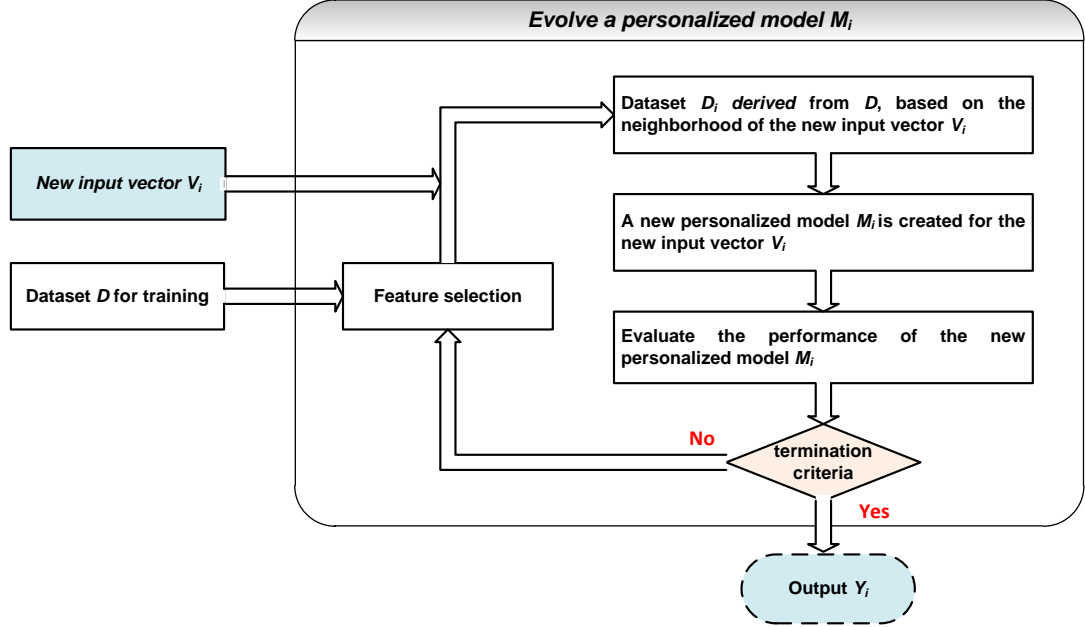 Evolve a personalized model Mi
Dataset Di derived from D, based on the
neighborhood of the new input vector Vi
New input vector Vi
A new personalized model Mi is created for the
new input vector Vi
Dataset D for training
Feature selection
Evaluate the performance of the new
personalized model Mi
No
termination
criteria
Yes
Output Yi